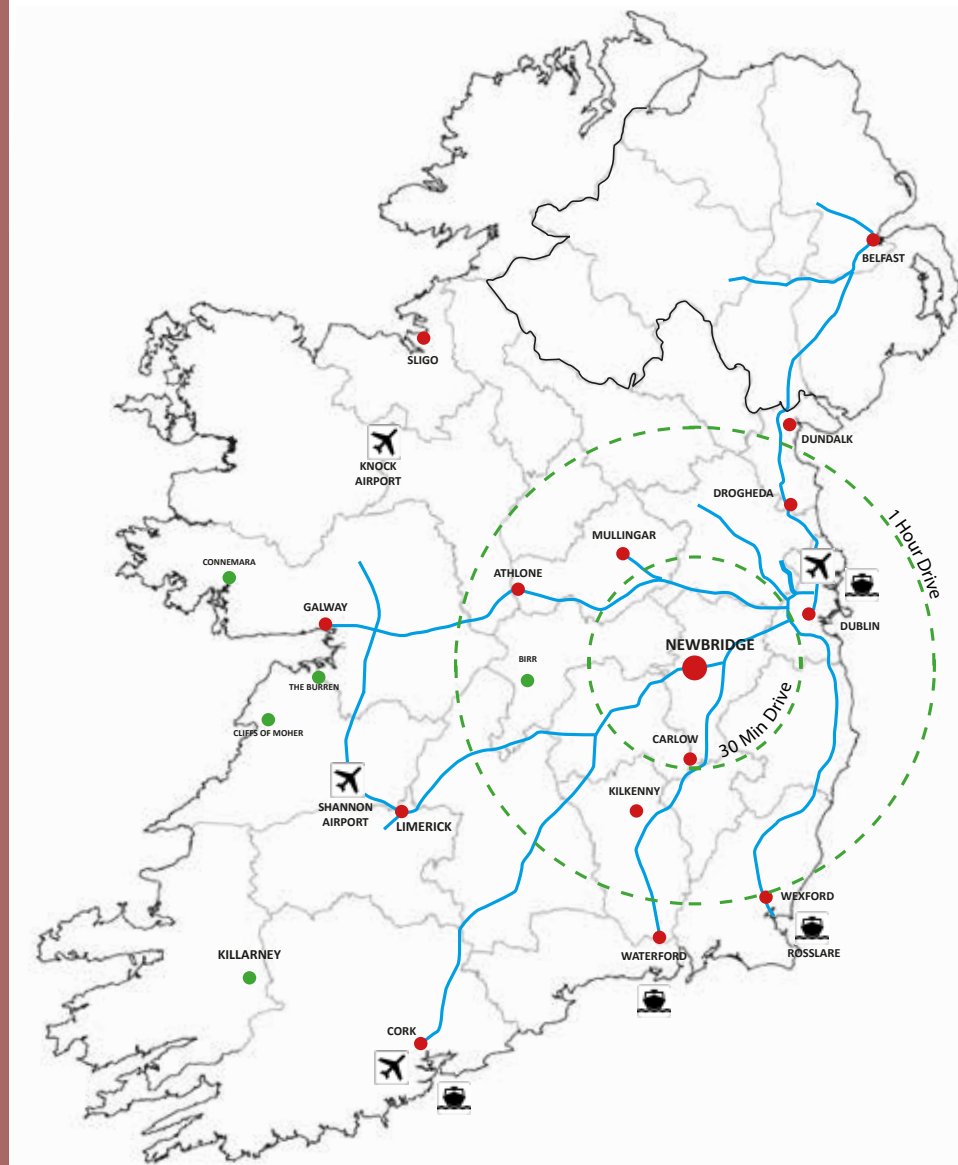 BELFAST
SLIGO
DUNDALK
KNOCK
AIRPORT
DROGHEDA
1 Hour Drive
MULLINGAR
CONNEMARA
ATHLONE
GALWAY
DUBLIN
NEWBRIDGE
BIRR
THE BURREN
30 Min Drive
CLIFFS OF MOHER
CARLOW
KILKENNY
SHANNON
AIRPORT
LIMERICK
WEXFORD
KILLARNEY
WATERFORD
ROSSLARE
CORK